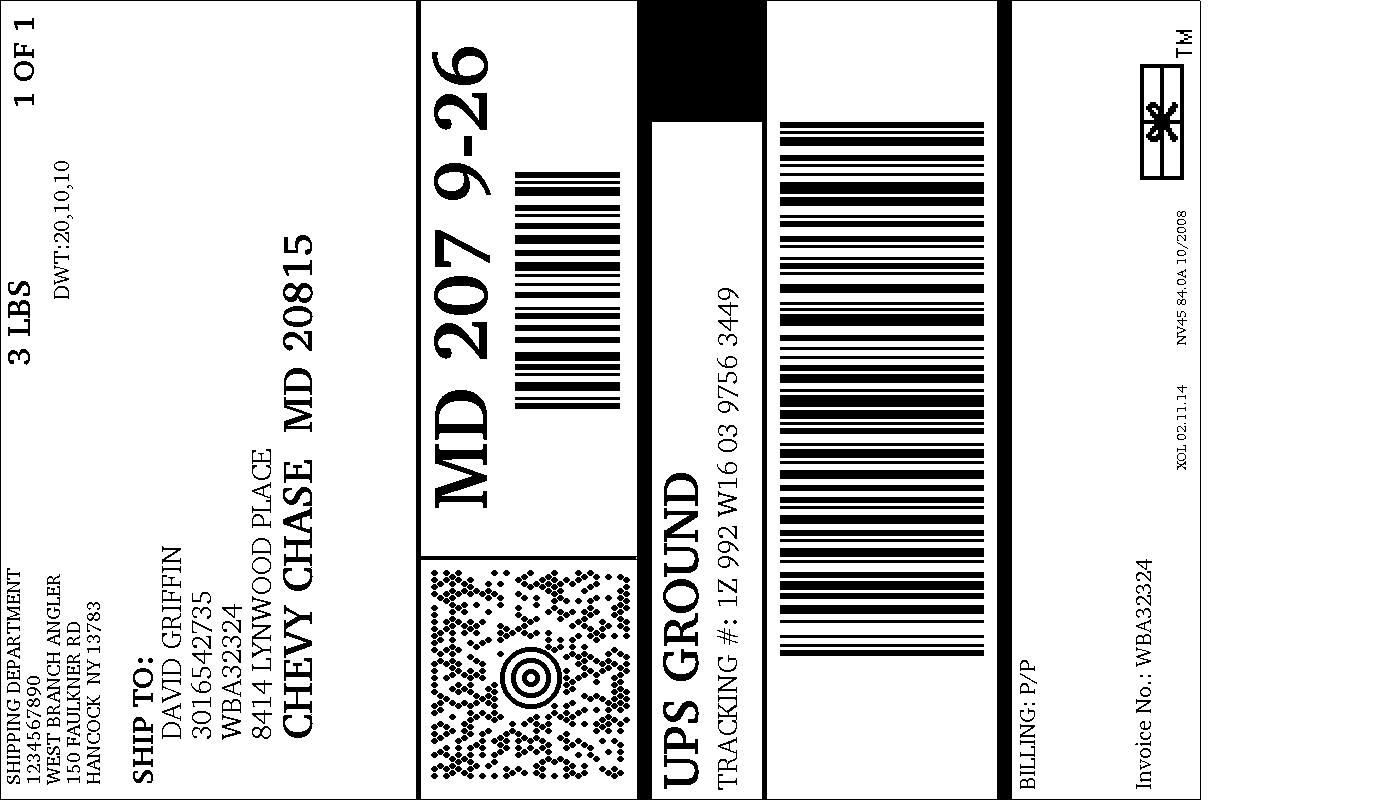 SHIPPING DEPARTMENT
1234567890
WEST BRANCH ANGLER
150 FAULKNER RD
HANCOCK NY 13783
3 LBS
1 OF 1
DWT:20,10,10
SHIP TO:
DAVID GRIFFIN
3016542735
WBA32324
8414 LYNWOOD PLACE
CHEVY CHASE MD 20815
MD 207 9-26
UPS GROUND
TRACKING #: 1Z 992 W16 03 9756 3449
BILLING: P/P
Invoice No.: WBA32324
XOL 02.11.14 NV45 84.0A 10/2008
TM